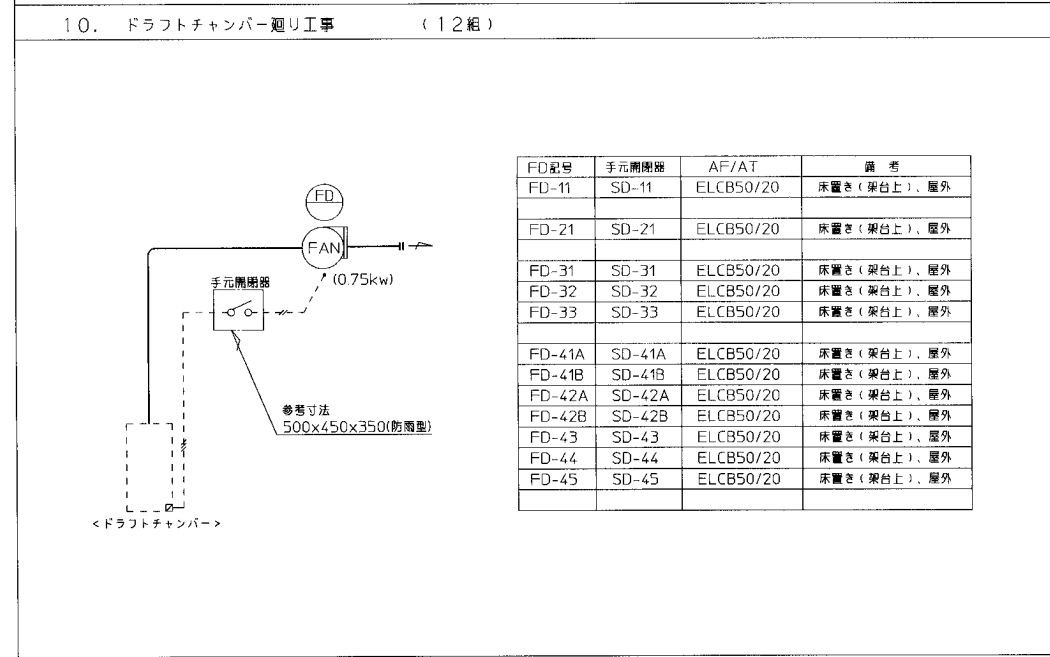 10. ドラフトチャンバー廻り工事 (12組)
FD
FAN
(0.75kw)
手元開閉器
参考寸法
500x450x350(防雨型)
<ドラフトチャンバー>
FD記号 手元開閉器 AF/AT 備 考
FD-11 SD-11 ELCB50/20 床置き(架台上)、屋外
FD-21 SD-21 ELCB50/20 床置き(架台上)、屋外
FD-31 SD-31 ELCB50/20 床置き(架台上)、屋外
FD-32 SD-32 ELCB50/20 床置き(架台上)、屋外
FD-33 SD-33 ELCB50/20 床置き(架台上)、屋外
FD-41A SD-41A ELCB50/20 床置き(架台上)、屋外
FD-41B SD-41B ELCB50/20 床置き(架台上)、屋外
FD-42A SD-42A ELCB50/20 床置き(架台上)、屋外
FD-42B SD-42B ELCB50/20 床置き(架台上)、屋外
FD-43 SD-43 ELCB50/20 床置き(架台上)、屋外
FD-44 SD-44 ELCB50/20 床置き(架台上)、屋外
FD-45 SD-45 ELCB50/20 床置き(架台上)、屋外